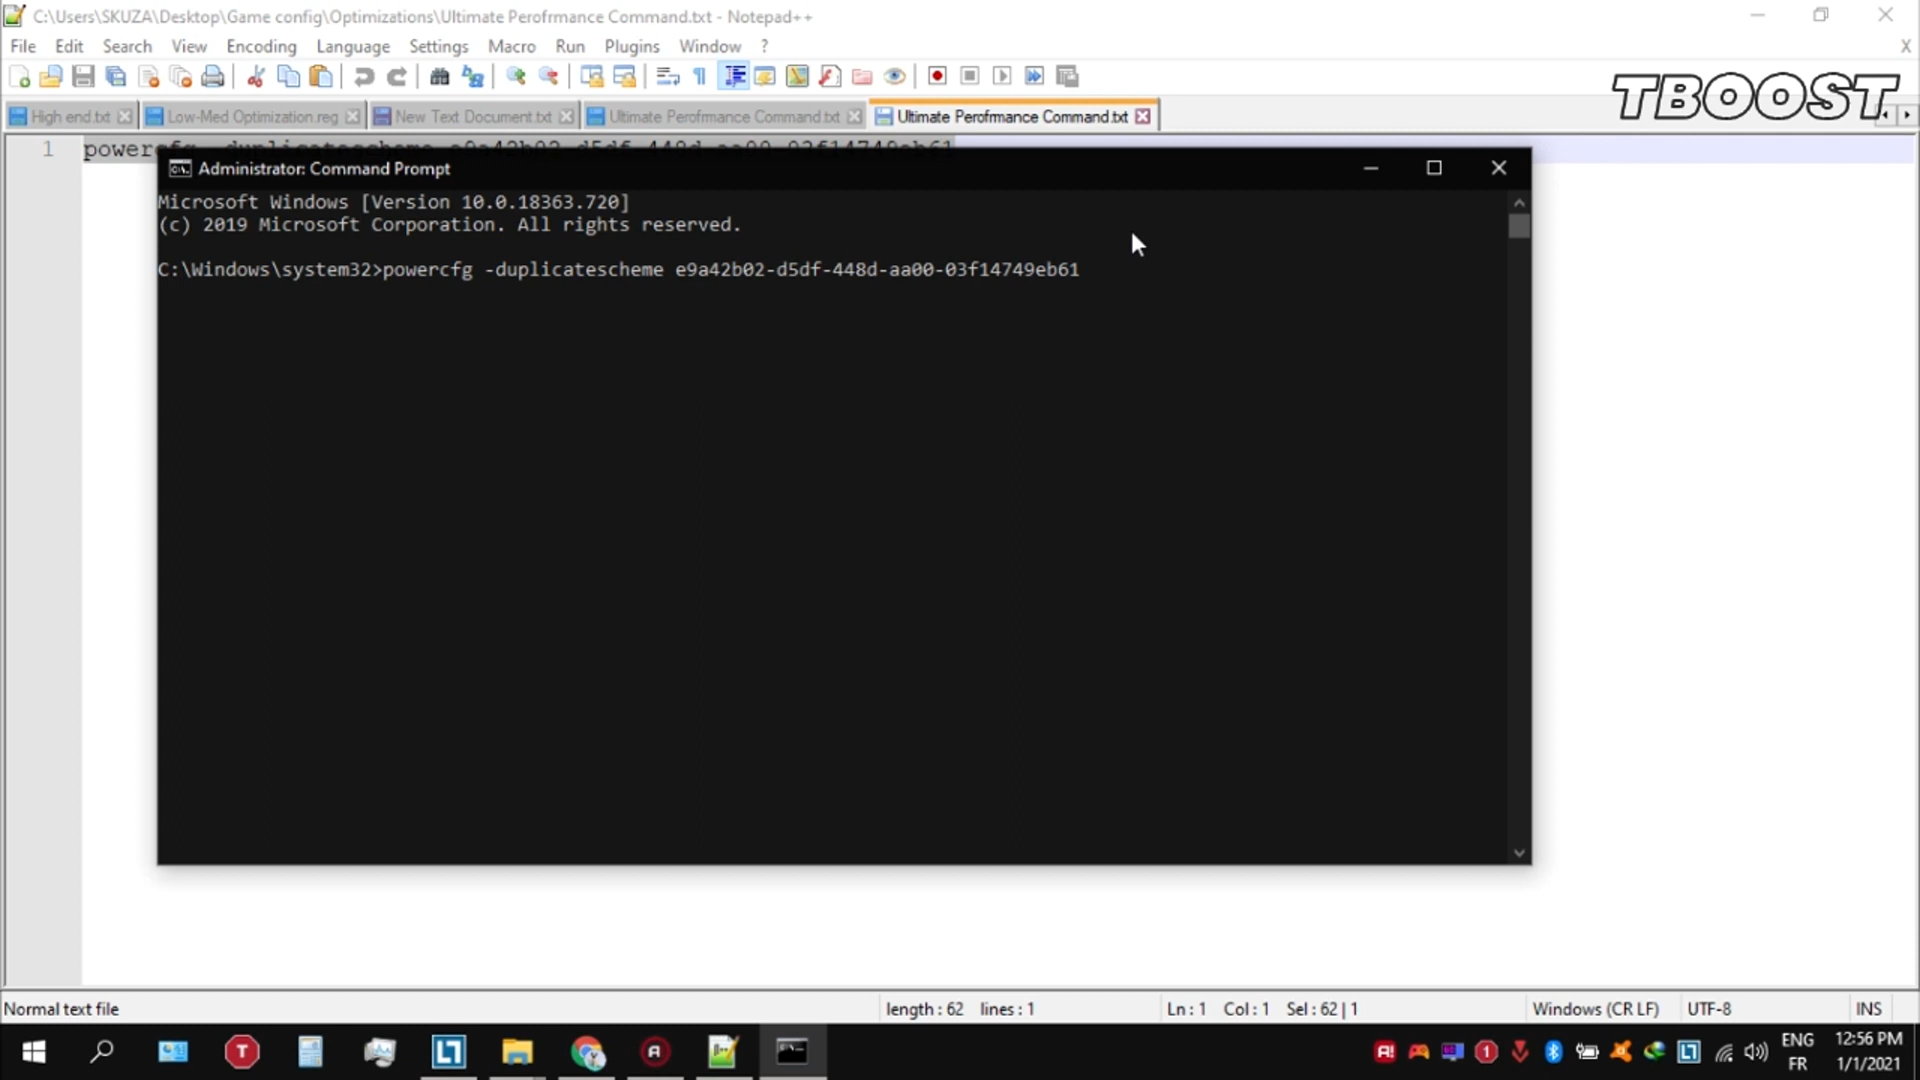 C:\Users\SKUZA\Desktop\Game config\Optimizations\Ultimate Perofrmance Command.txt - Notepad++
File Edit Search View Encoding Language Settings Macro Run Plugins Window ? X
TBOOST
High end.txt Low-Med Optimization.reg New Text Document.txt Ultimate Perofrmance Command.txt Ultimate Perofrmance Command.txt
1 powercfg -duplicatescheme e9a42b02-d5df-448d-aa00-03f14749eb61
Administrator: Command Prompt
Microsoft Windows [Version 10.0.18363.720]
(c) 2019 Microsoft Corporation. All rights reserved.
C:\Windows\system32>powercfg -duplicatescheme e9a42b02-d5df-448d-aa00-03f14749eb61
Normal text file length : 62 lines : 1 Ln : 1 Col : 1 Sel : 62 | 1 Windows (CR LF) UTF-8 INS
ENG 12:56 PM
FR 1/1/2021